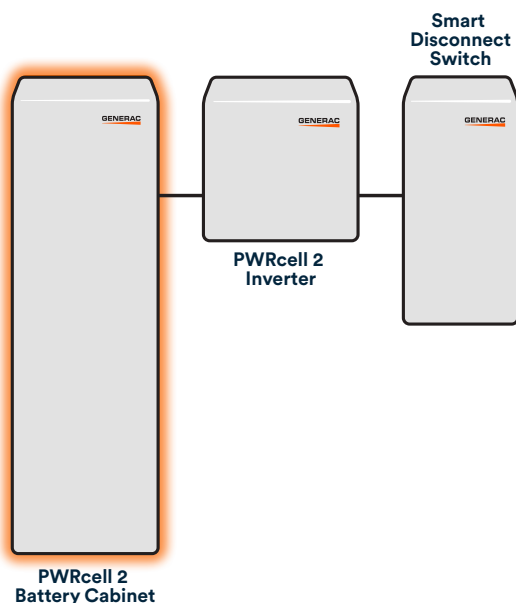 Smart
Disconnect
Switch
GENERAC
GENERAC
GENERAC
PWRcell 2
Inverter
PWRcell 2
Battery Cabinet